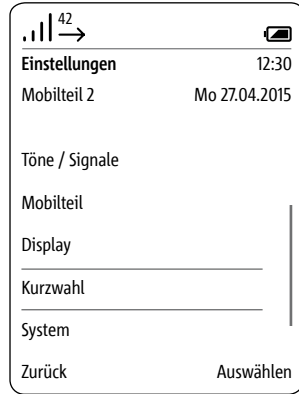 42
Einstellungen 12:30
Mobilteil 2 Mo 27.04.2015
Töne / Signale
Mobilteil
Display
Kurzwahl
System
Zurück Auswählen